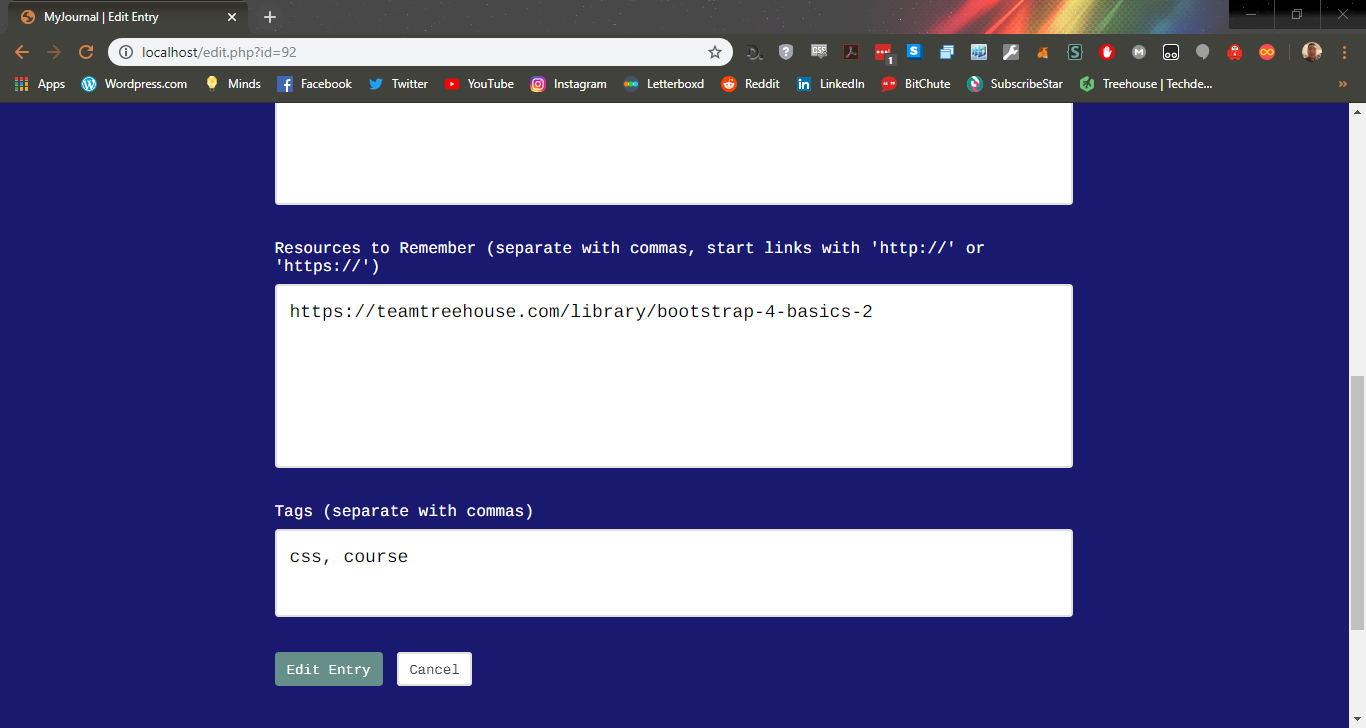 MyJournal | Edit Entry
localhost/edit.php?id=92
1
Apps Wordpress.com Minds Facebook Twitter YouTube Instagram Letterboxd Reddit LinkedIn BitChute SubscribeStar Treehouse | Techde...
Resources to Remember (separate with commas, start links with 'http://' or
'https://')
https://teamtreehouse.com/library/bootstrap-4-basics-2
Tags (separate with commas)
css, course
Edit Entry Cancel